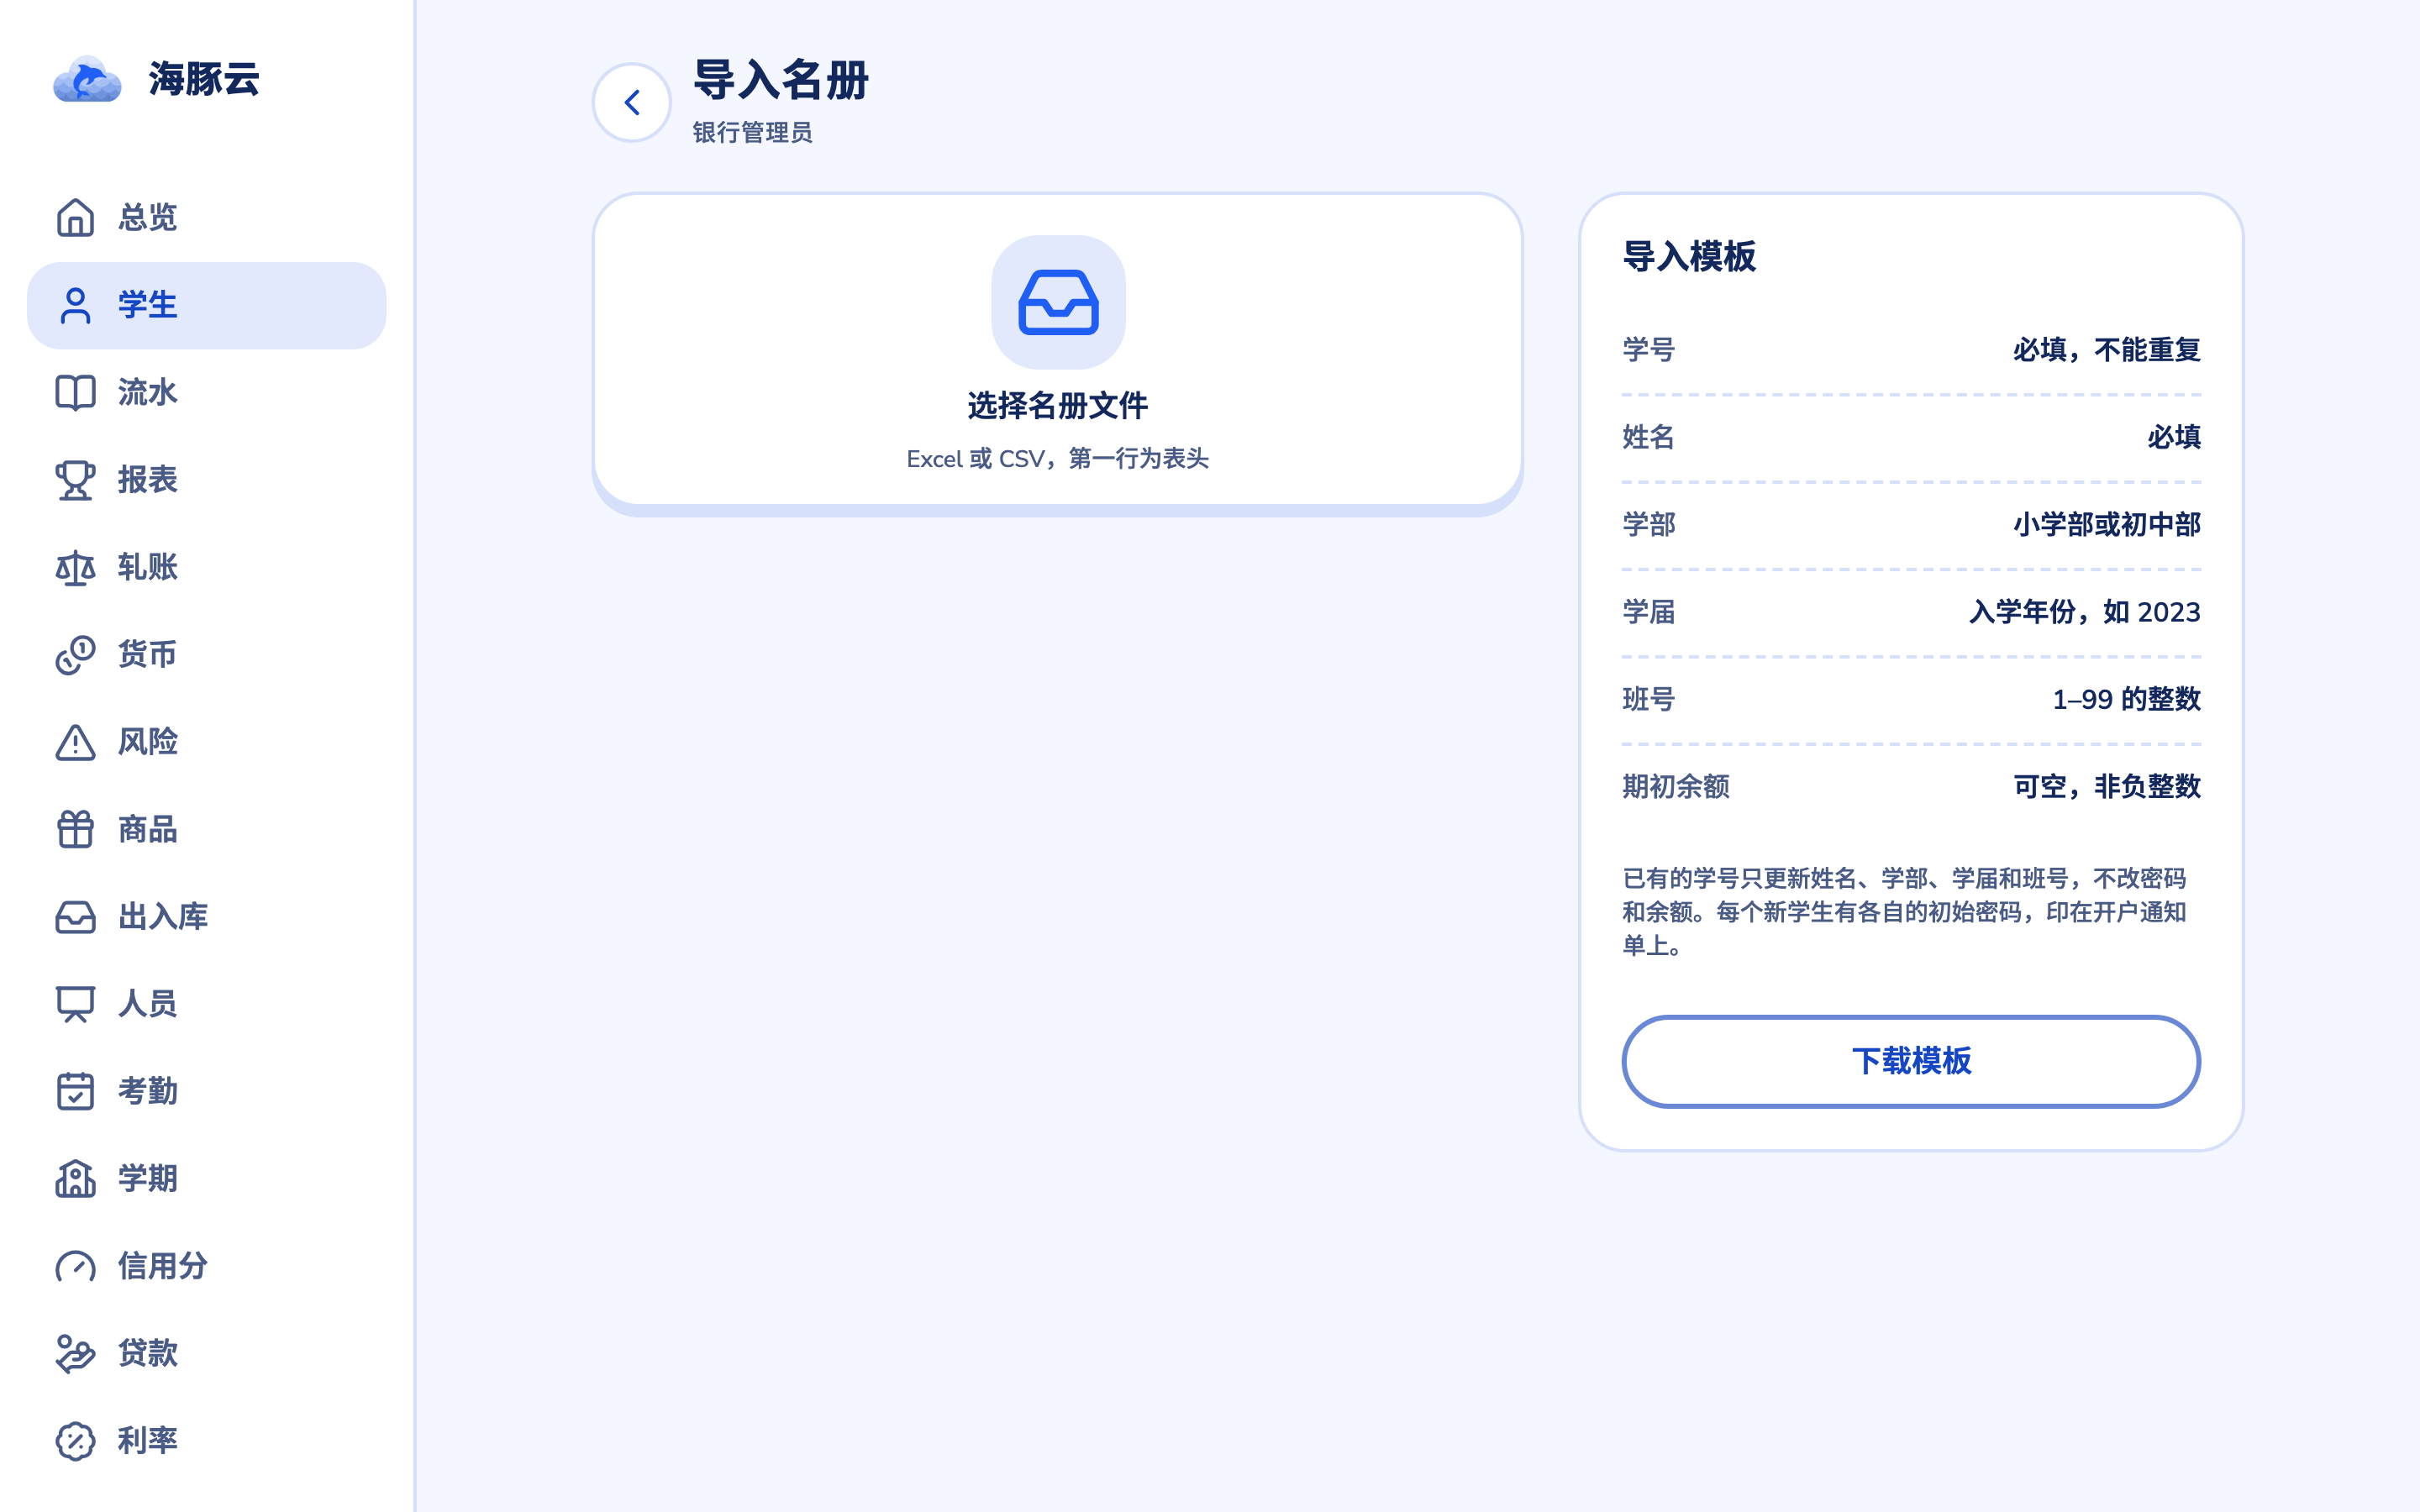 海豚云
总览
学生
流水
报表
轧账
货币
风险
商品
出入库
人员
考勤
学期
信用分
贷款
利率
导入名册
银行管理员
选择名册文件
Excel 或 CSV，第一行为表头
导入模板
学号 必填，不能重复
姓名 必填
学部 小学部或初中部
学届 入学年份，如 2023
班号 1–99 的整数
期初余额 可空，非负整数
已有的学号只更新姓名、学部、学届和班号，不改密码
和余额。每个新学生有各自的初始密码，印在开户通知
单上。
下载模板